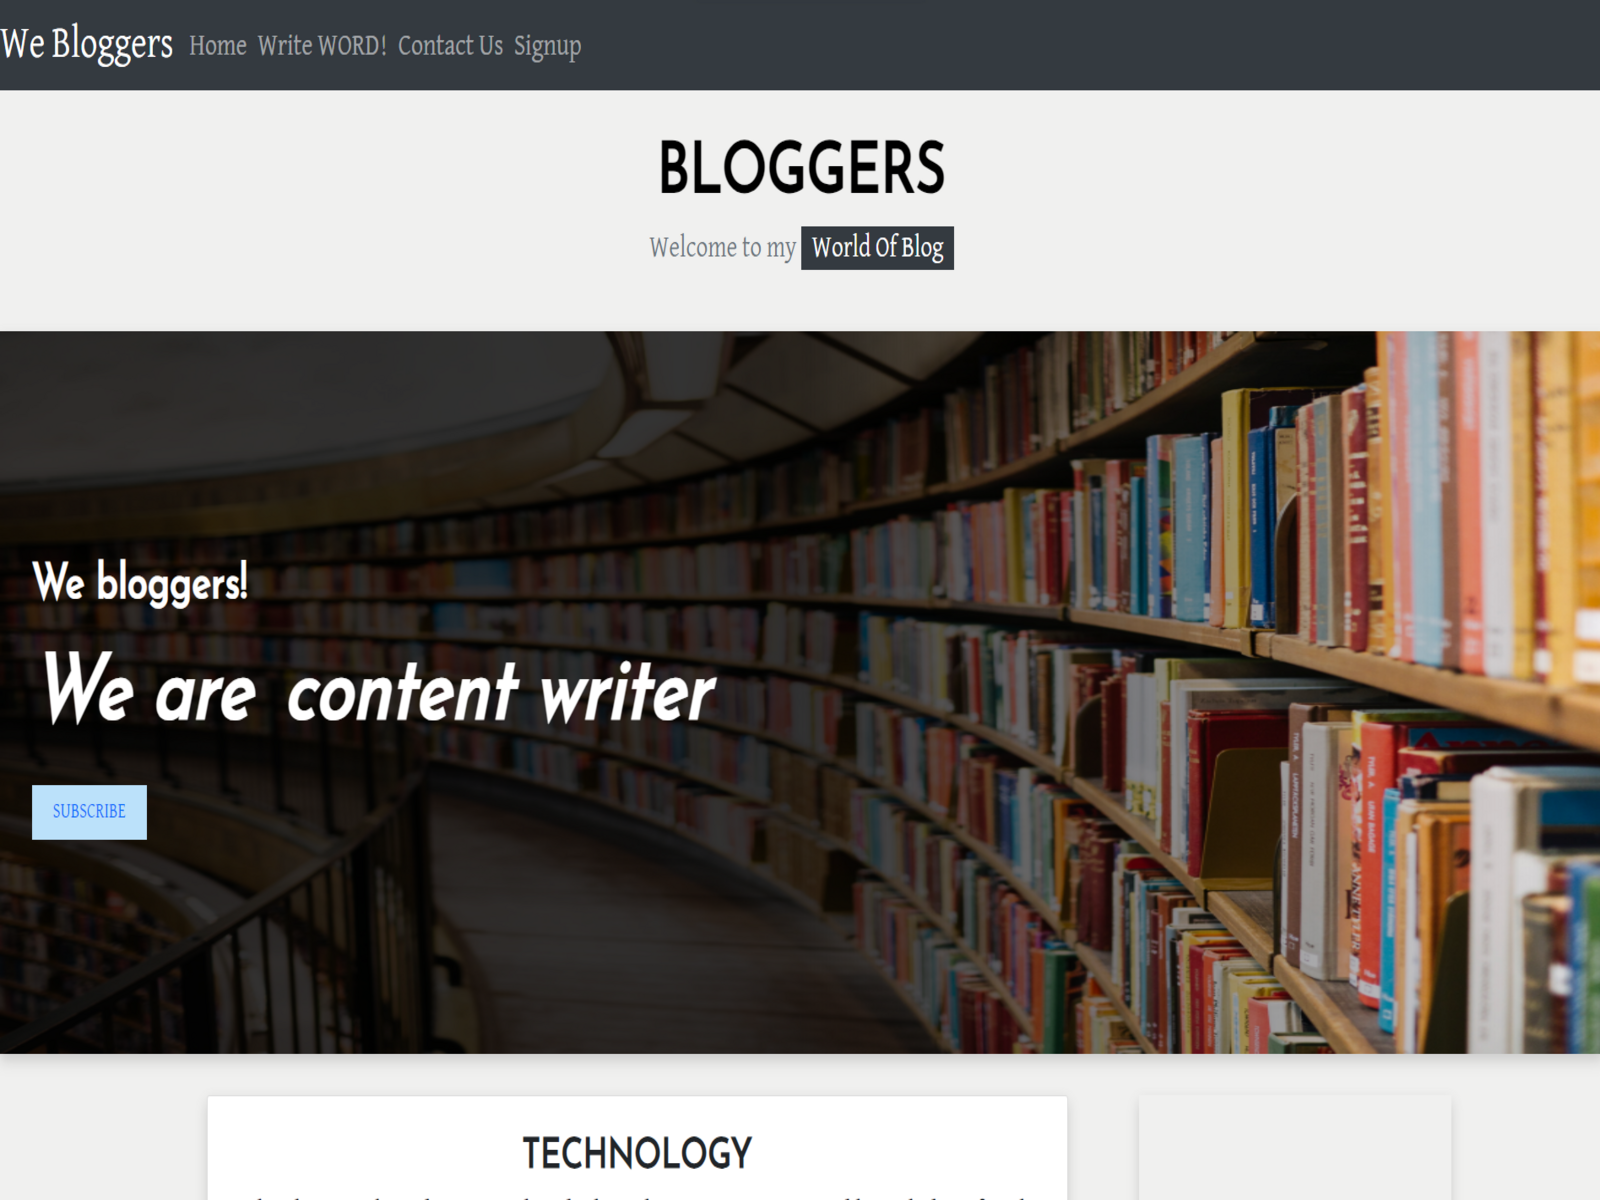 We Bloggers Home Write WORD! Contact Us Signup
BLOGGERS
Welcome to my World Of Blog
We bloggers!
We are content writer
SUBSCRIBE
TECHNOLOGY